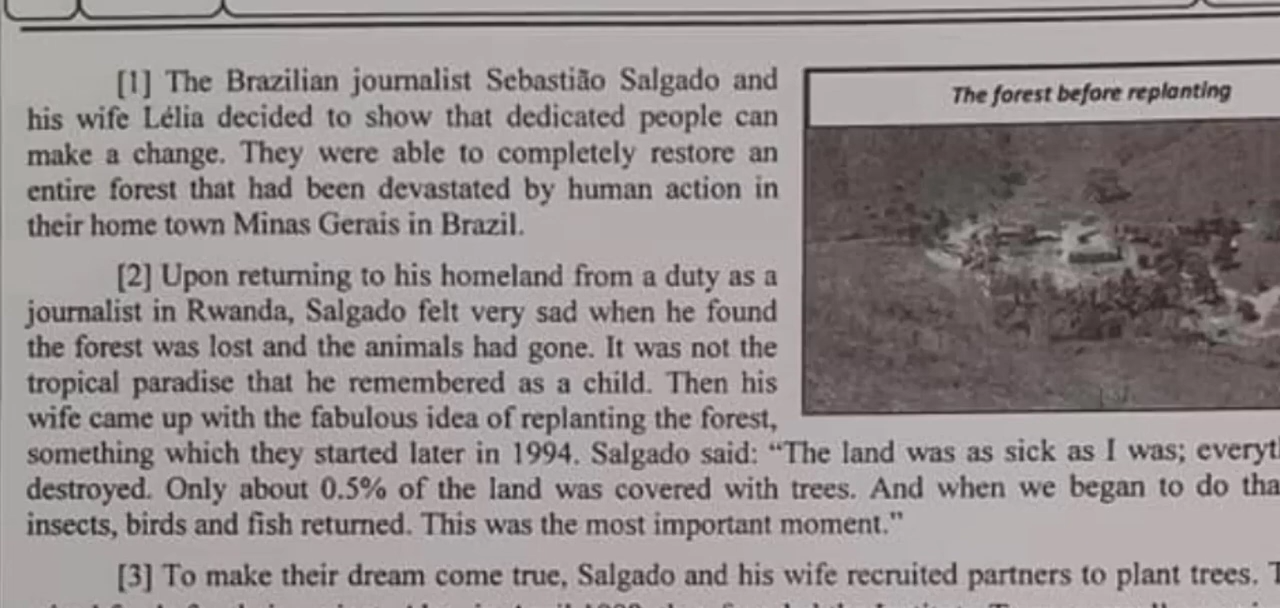 [1] The Brazilian journalist Sebastião Salgado and
his wife Lélia decided to show that dedicated people can
make a change. They were able to completely restore an
entire forest that had been devastated by human action in
their home town Minas Gerais in Brazil.
The forest before replanting
[2] Upon returning to his homeland from a duty as a
journalist in Rwanda, Salgado felt very sad when he found
the forest was lost and the animals had gone. It was not the
tropical paradise that he remembered as a child. Then his
wife came up with the fabulous idea of replanting the forest,
something which they started later in 1994. Salgado said: “The land was as sick as I was;
destroyed. Only about 0.5% of the land was covered with trees. And when we began to do
insects, birds and fish returned. This was the most important moment.”
[3] To make their dream come true, Salgado and his wife recruited partners to plant trees.